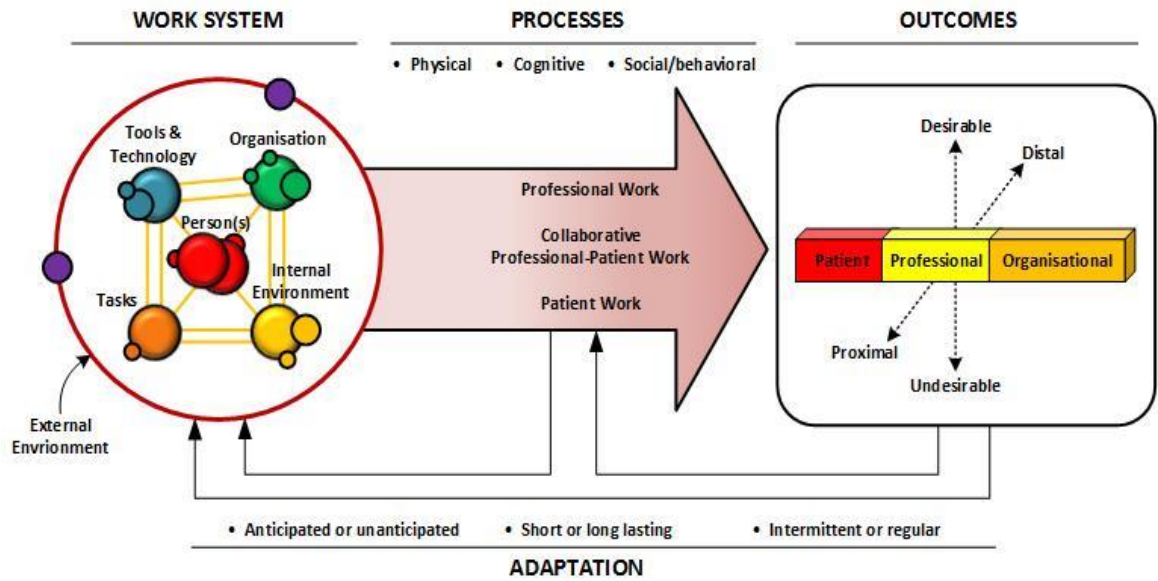 WORK SYSTEM
PROCESSES
OUTCOMES
• Physical • Cognitive • Social/behavioral
Tools &
Technology
Organisation
Person(s)
Internal
Environment
Tasks
External
Envrionment
Professional Work
Collaborative
Professional-Patient Work
Patient Work
Desirable
Distal
Patient
Professional
Organisational
Proximal
Undesirable
• Anticipated or unanticipated • Short or long lasting • Intermittent or regular
ADAPTATION